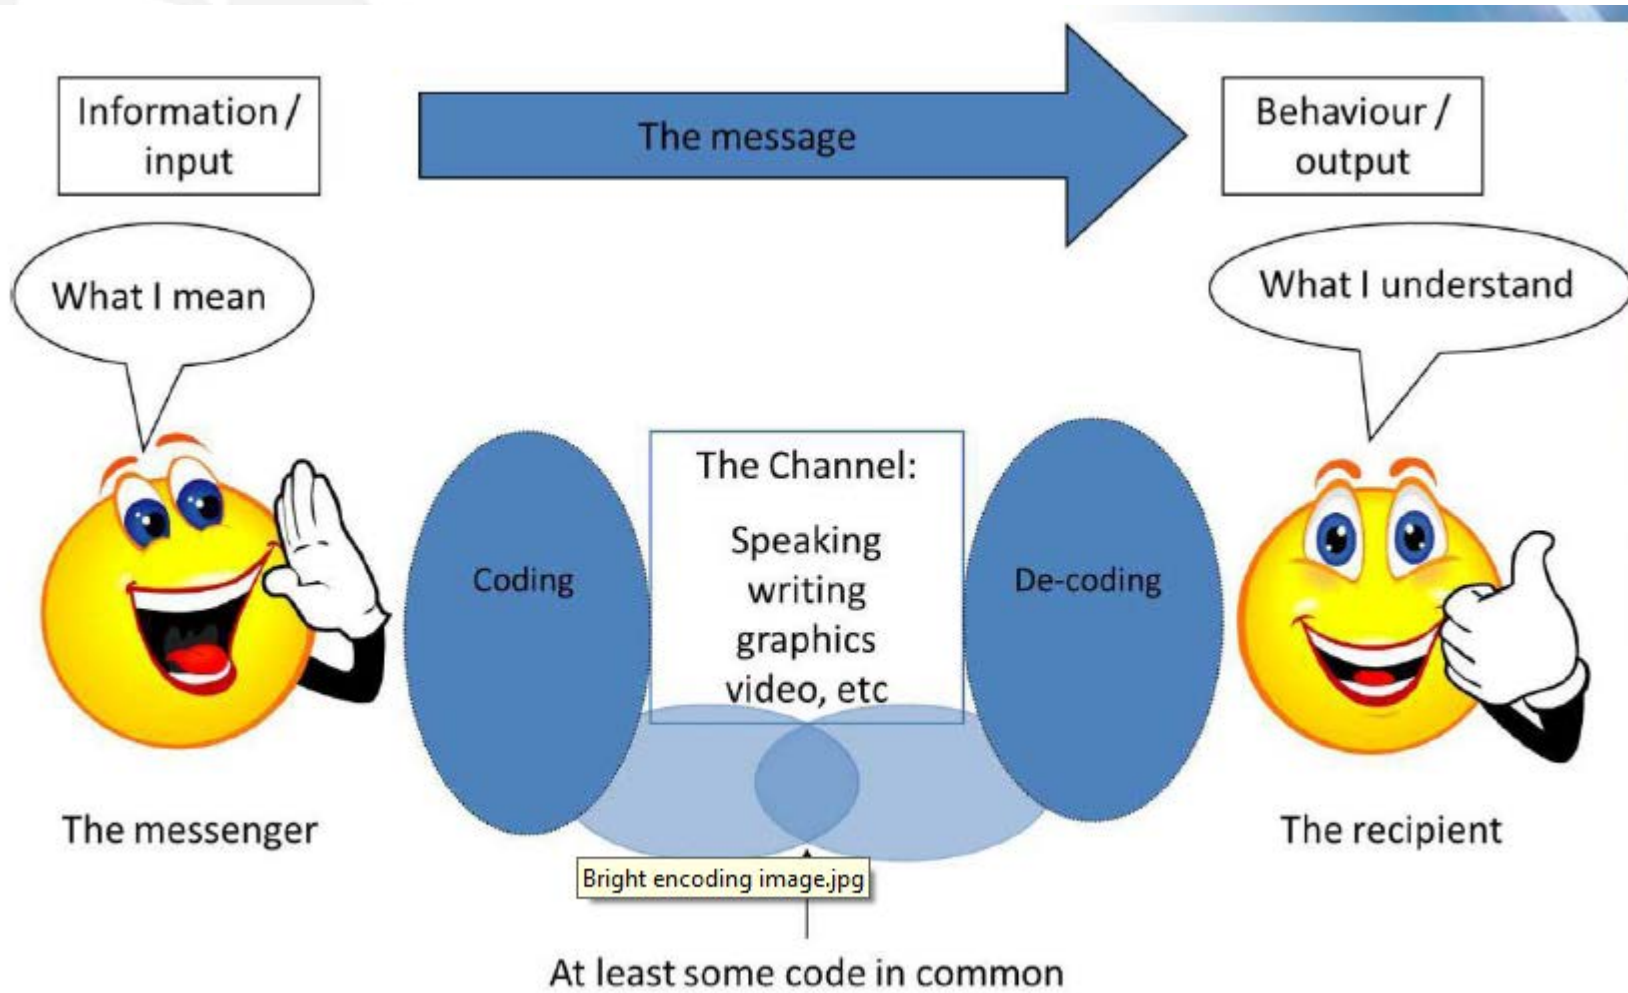 Information /
input
The message
Behaviour /
output
What I mean
What I understand
Coding
The Channel:
Speaking
writing
graphics
video, etc
De-coding
The messenger
The recipient
Bright encoding image.jpg
At least some code in common